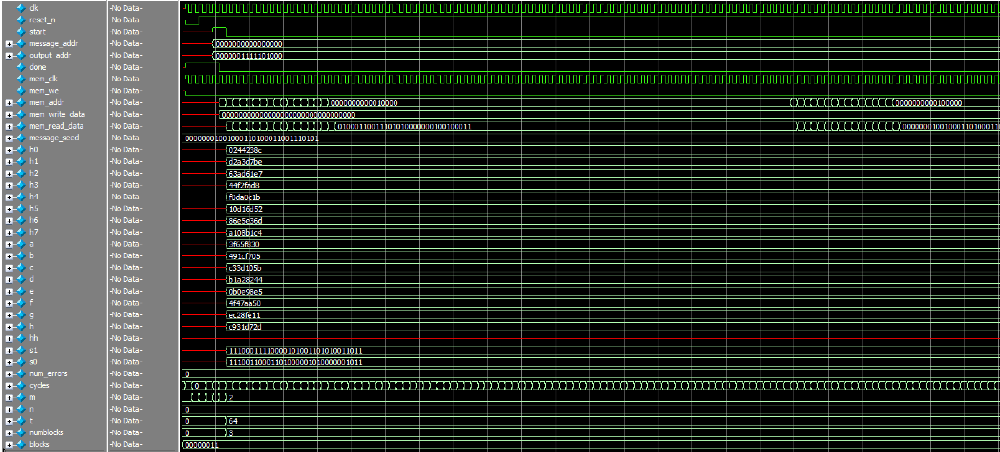 clk -No Data-
reset_n -No Data-
start -No Data-
message_addr -No Data- 0000000000000000
output_addr -No Data- 0000001111101000
done -No Data-
mem_clk -No Data-
mem_we -No Data-
mem_addr -No Data- 0000000000010000 0000000000100000
mem_write_data -No Data- 00000000000000000000000000000000
mem_read_data -No Data- 01000110011101010000000100100011 000000010010001101000110
message_seed -No Data- 00000001001000110100011001110101
h0 -No Data- 0244238c
h1 -No Data- d2a3d7be
h2 -No Data- 63ad61e7
h3 -No Data- 44f2fad8
h4 -No Data- f0da0c1b
h5 -No Data- 10d16d52
h6 -No Data- 86e5e36d
h7 -No Data- a108b1c4
a -No Data- 3f65f830
b -No Data- 491cf705
c -No Data- c33d105b
d -No Data- b1a28244
e -No Data- 0b0e98e5
f -No Data- 4f47aa50
g -No Data- ec28fe11
h -No Data- c931d72d
hh -No Data-
s1 -No Data- 11100011110000101001101010011011
s0 -No Data- 11100110001101000001010000001011
num_errors -No Data- 0
cycles -No Data- 0
m -No Data- 2
n -No Data- 0
t -No Data- 0 64
numblocks -No Data- 0 3
blocks -No Data- 00000011